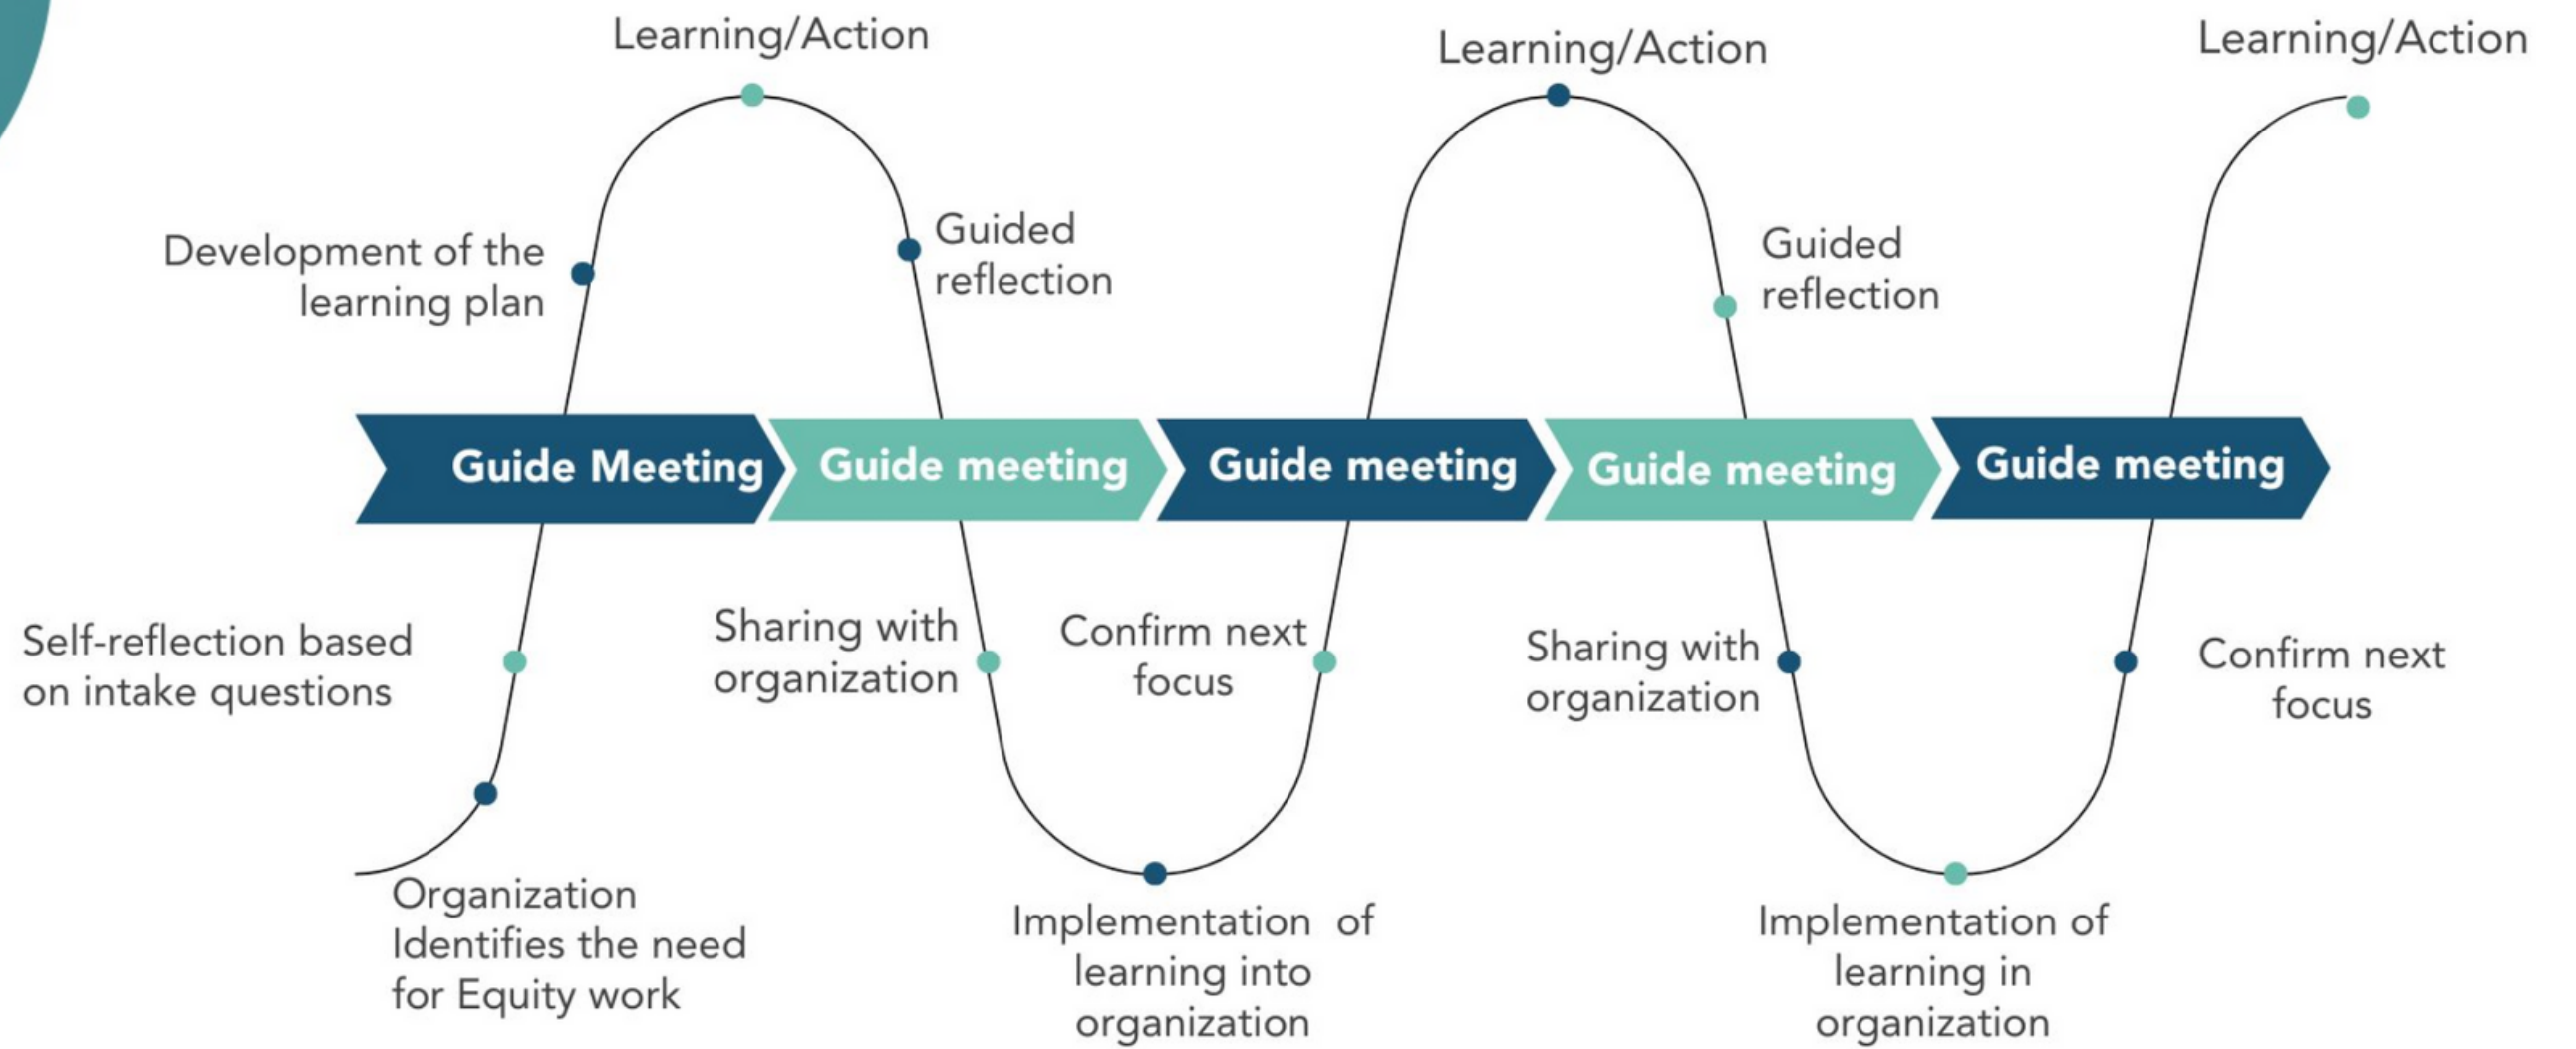 Learning/Action
Learning/Action
Learning/Action
Development of the
learning plan
Guided
reflection
Guided
reflection
Guide Meeting
Guide meeting
Guide meeting
Guide meeting
Guide meeting
Self-reflection based
on intake questions
Sharing with
organization
Confirm next
focus
Sharing with
organization
Confirm next
focus
Organization
Identifies the need
for Equity work
Implementation of
learning into
organization
Implementation of
learning in
organization